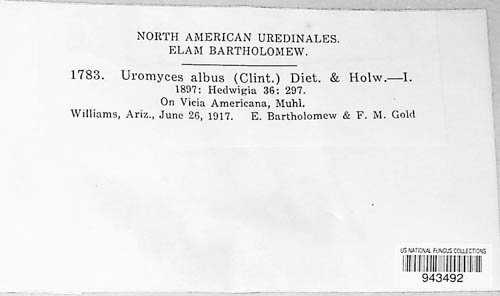 NORTH AMERICAN UREDINALES.
ELAM BARTHOLOMEW.
1783. Uromyces albus (Clint.) Diet. & Holw.—I.
1897: Hedwigia 36: 297.
On Vicia Americana, Muhl.
Williams, Ariz., June 26, 1917. E. Bartholomew & F. M. Gold
US NATIONAL FUNGUS COLLECTIONS
943492